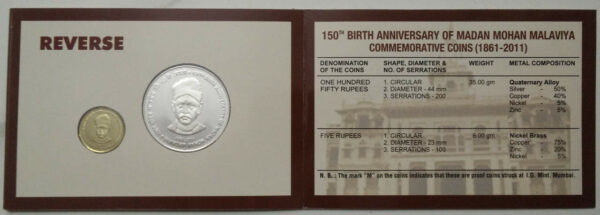 REVERSE
150TH BIRTH ANNIVERSARY OF MADAN MOHAN MALAVIYA
COMMEMORATIVE COINS (1861-2011)
DENOMINATION OF THE COINS SHAPE, DIAMETER & NO. OF SERRATIONS WEIGHT METAL COMPOSITION
ONE HUNDRED 1. CIRCULAR 35.00 gm Quaternary Alloy
FIFTY RUPEES 2. DIAMETER - 44 mm Silver - 50%
3. SERRATIONS - 200 Copper - 40%
Nickel - 5%
Zinc - 5%
FIVE RUPEES 1. CIRCULAR 6.00 gm Nickel Brass
2. DIAMETER - 23 mm Copper - 75%
3. SERRATIONS - 100 Zinc - 20%
Nickel - 5%
N. B. : The mark "M" on the coins indicates that these are proof coins struck at I.G. Mint, Mumbai.